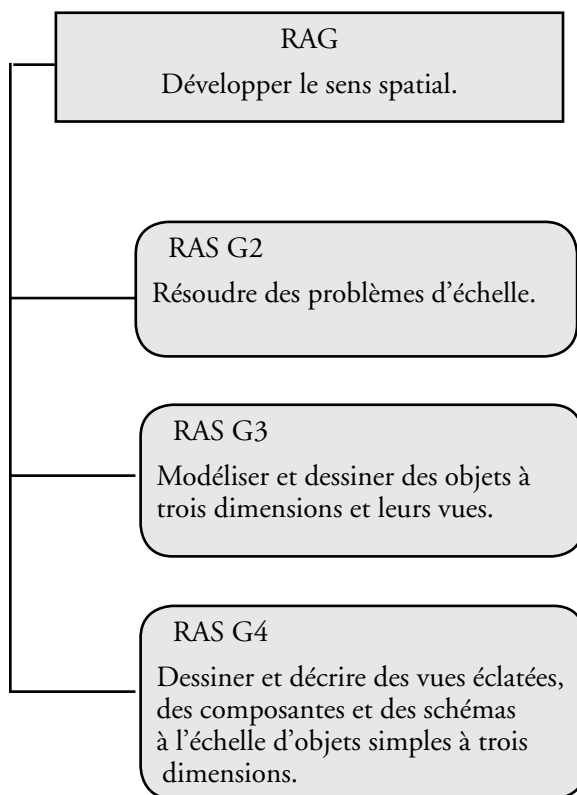 RAG
Développer le sens spatial.
RAS G2
Résoudre des problèmes d'échelle.
RAS G3
Modéliser et dessiner des objets à
trois dimensions et leurs vues.
RAS G4
Dessiner et décrire des vues éclatées,
des composantes et des schémas
à l'échelle d'objets simples à trois
dimensions.